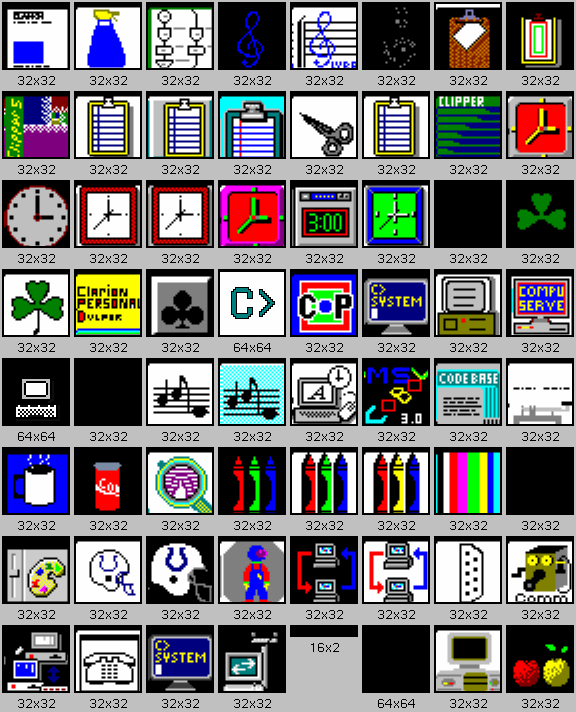 32x32 32x32 32x32 32x32 32x32 32x32 32x32 32x32
Clipper 5
CLIPPER
32x32 32x32 32x32 32x32 32x32 32x32 32x32 32x32
3:00
32x32 32x32 32x32 32x32 32x32 32x32 32x32 32x32
Clarion
PERSONAL
C>
C P
C>
SYSTEM
COMPU
SERVE
32x32 32x32 32x32 64x64 32x32 32x32 32x32 32x32
A
MS
C
3.0
CODE BASE
64x64 32x32 32x32 32x32 32x32 32x32 32x32 32x32
32x32 32x32 32x32 32x32 32x32 32x32 32x32 32x32
Comm
32x32 32x32 32x32 32x32 32x32 32x32 32x32 32x32
C>
SYSTEM
32x32 32x32 32x32 32x32 16x2 64x64 32x32 32x32